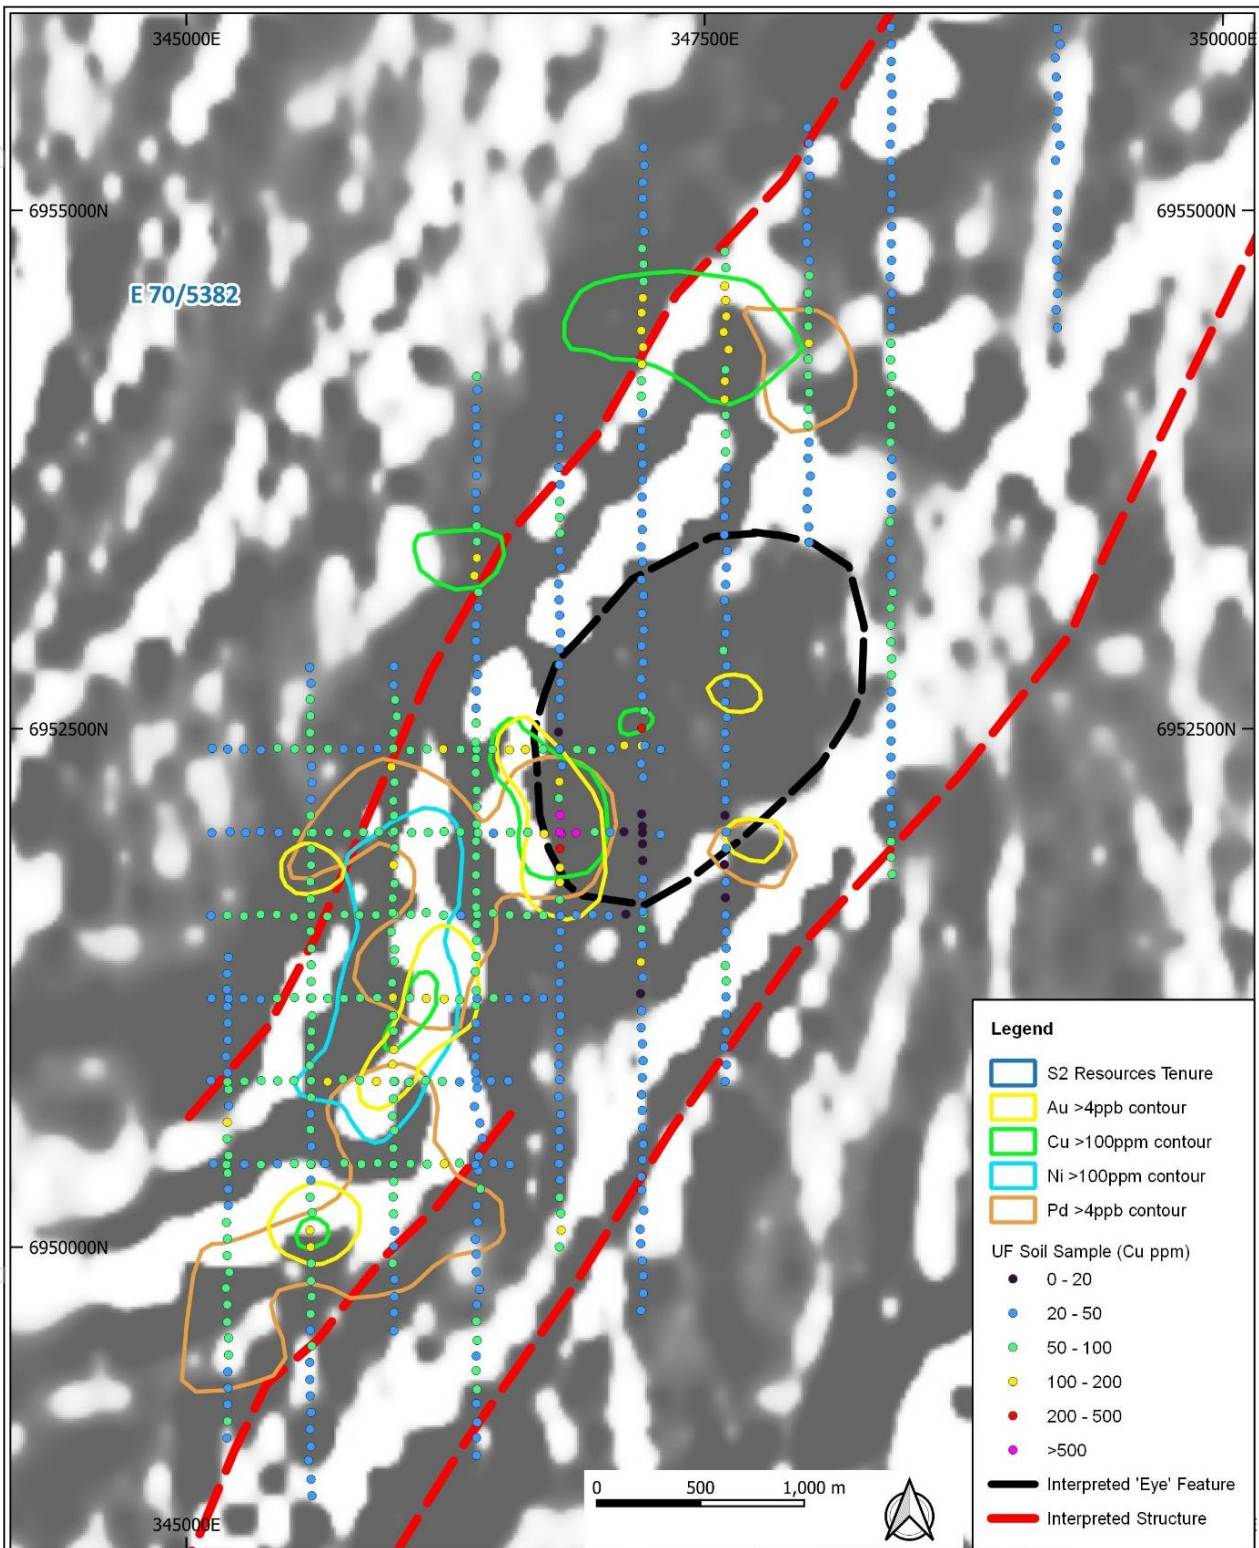 345000E
347500E
350000E
6955000N
6955000N
E 70/5382
6952500N
6952500N
6950000N
345000E
0 500 1,000 m
Legend
S2 Resources Tenure
Au >4ppb contour
Cu >100ppm contour
Ni >100ppm contour
Pd >4ppb contour
UF Soil Sample (Cu ppm)
0 - 20
20 - 50
50 - 100
100 - 200
200 - 500
>500
Interpreted 'Eye' Feature
Interpreted Structure